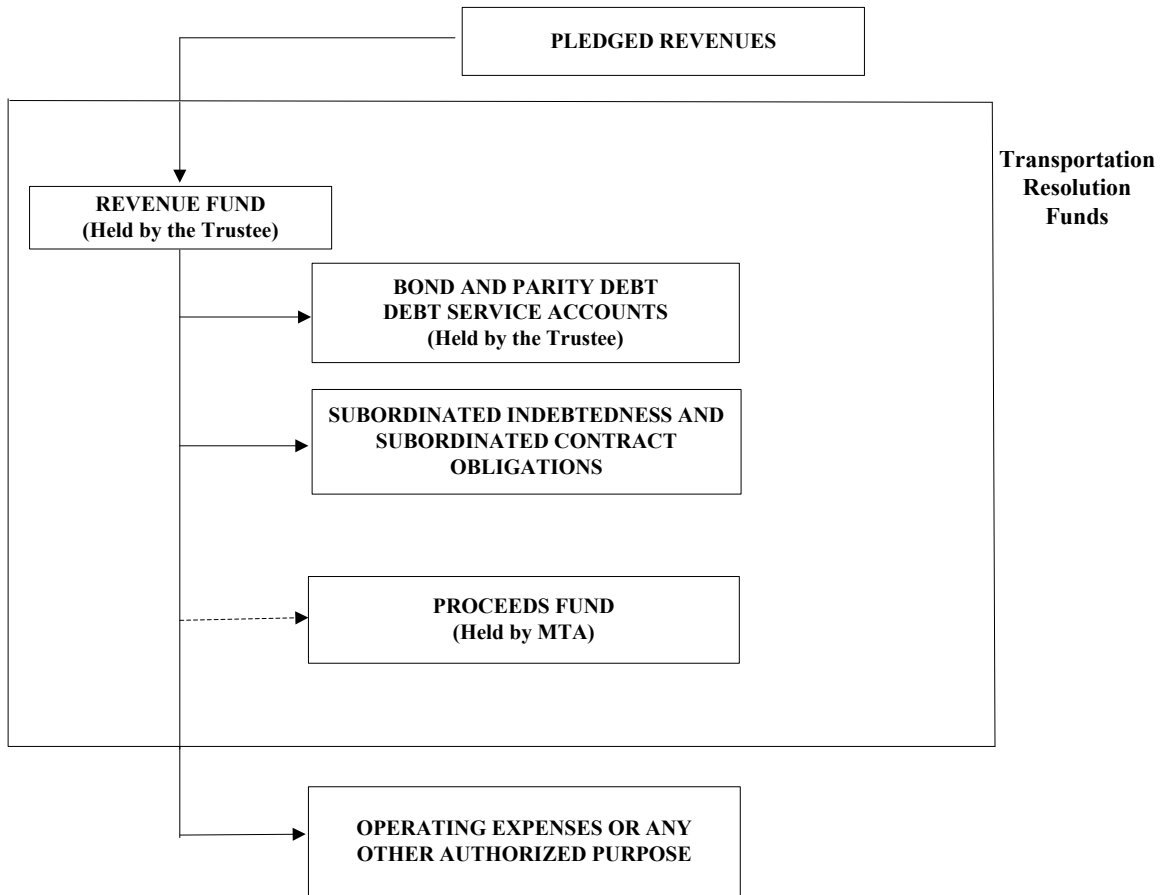 PLEDGED REVENUES
Transportation
Resolution
Funds
REVENUE FUND
(Held by the Trustee)
BOND AND PARITY DEBT
DEBT SERVICE ACCOUNTS
(Held by the Trustee)
SUBORDINATED INDEBTEDNESS AND
SUBORDINATED CONTRACT
OBLIGATIONS
PROCEEDS FUND
(Held by MTA)
OPERATING EXPENSES OR ANY
OTHER AUTHORIZED PURPOSE